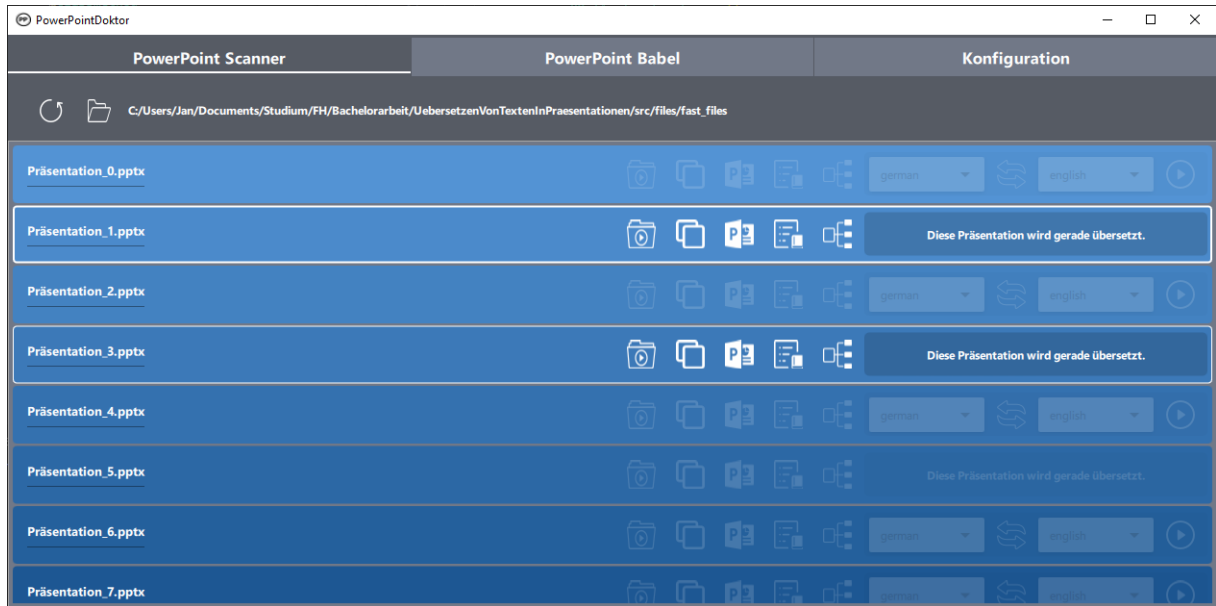 PowerPointDoktor
PowerPoint Scanner PowerPoint Babel Konfiguration
C:/Users/Jan/Documents/Studium/FH/Bachelorarbeit/UebersetzenVonTextenInPraesentationen/src/files/fast_files
Präsentation_0.pptx german english
Präsentation_1.pptx Diese Präsentation wird gerade übersetzt.
Präsentation_2.pptx german english
Präsentation_3.pptx Diese Präsentation wird gerade übersetzt.
Präsentation_4.pptx german english
Präsentation_5.pptx Diese Präsentation wird gerade übersetzt.
Präsentation_6.pptx german english
Präsentation_7.pptx german english